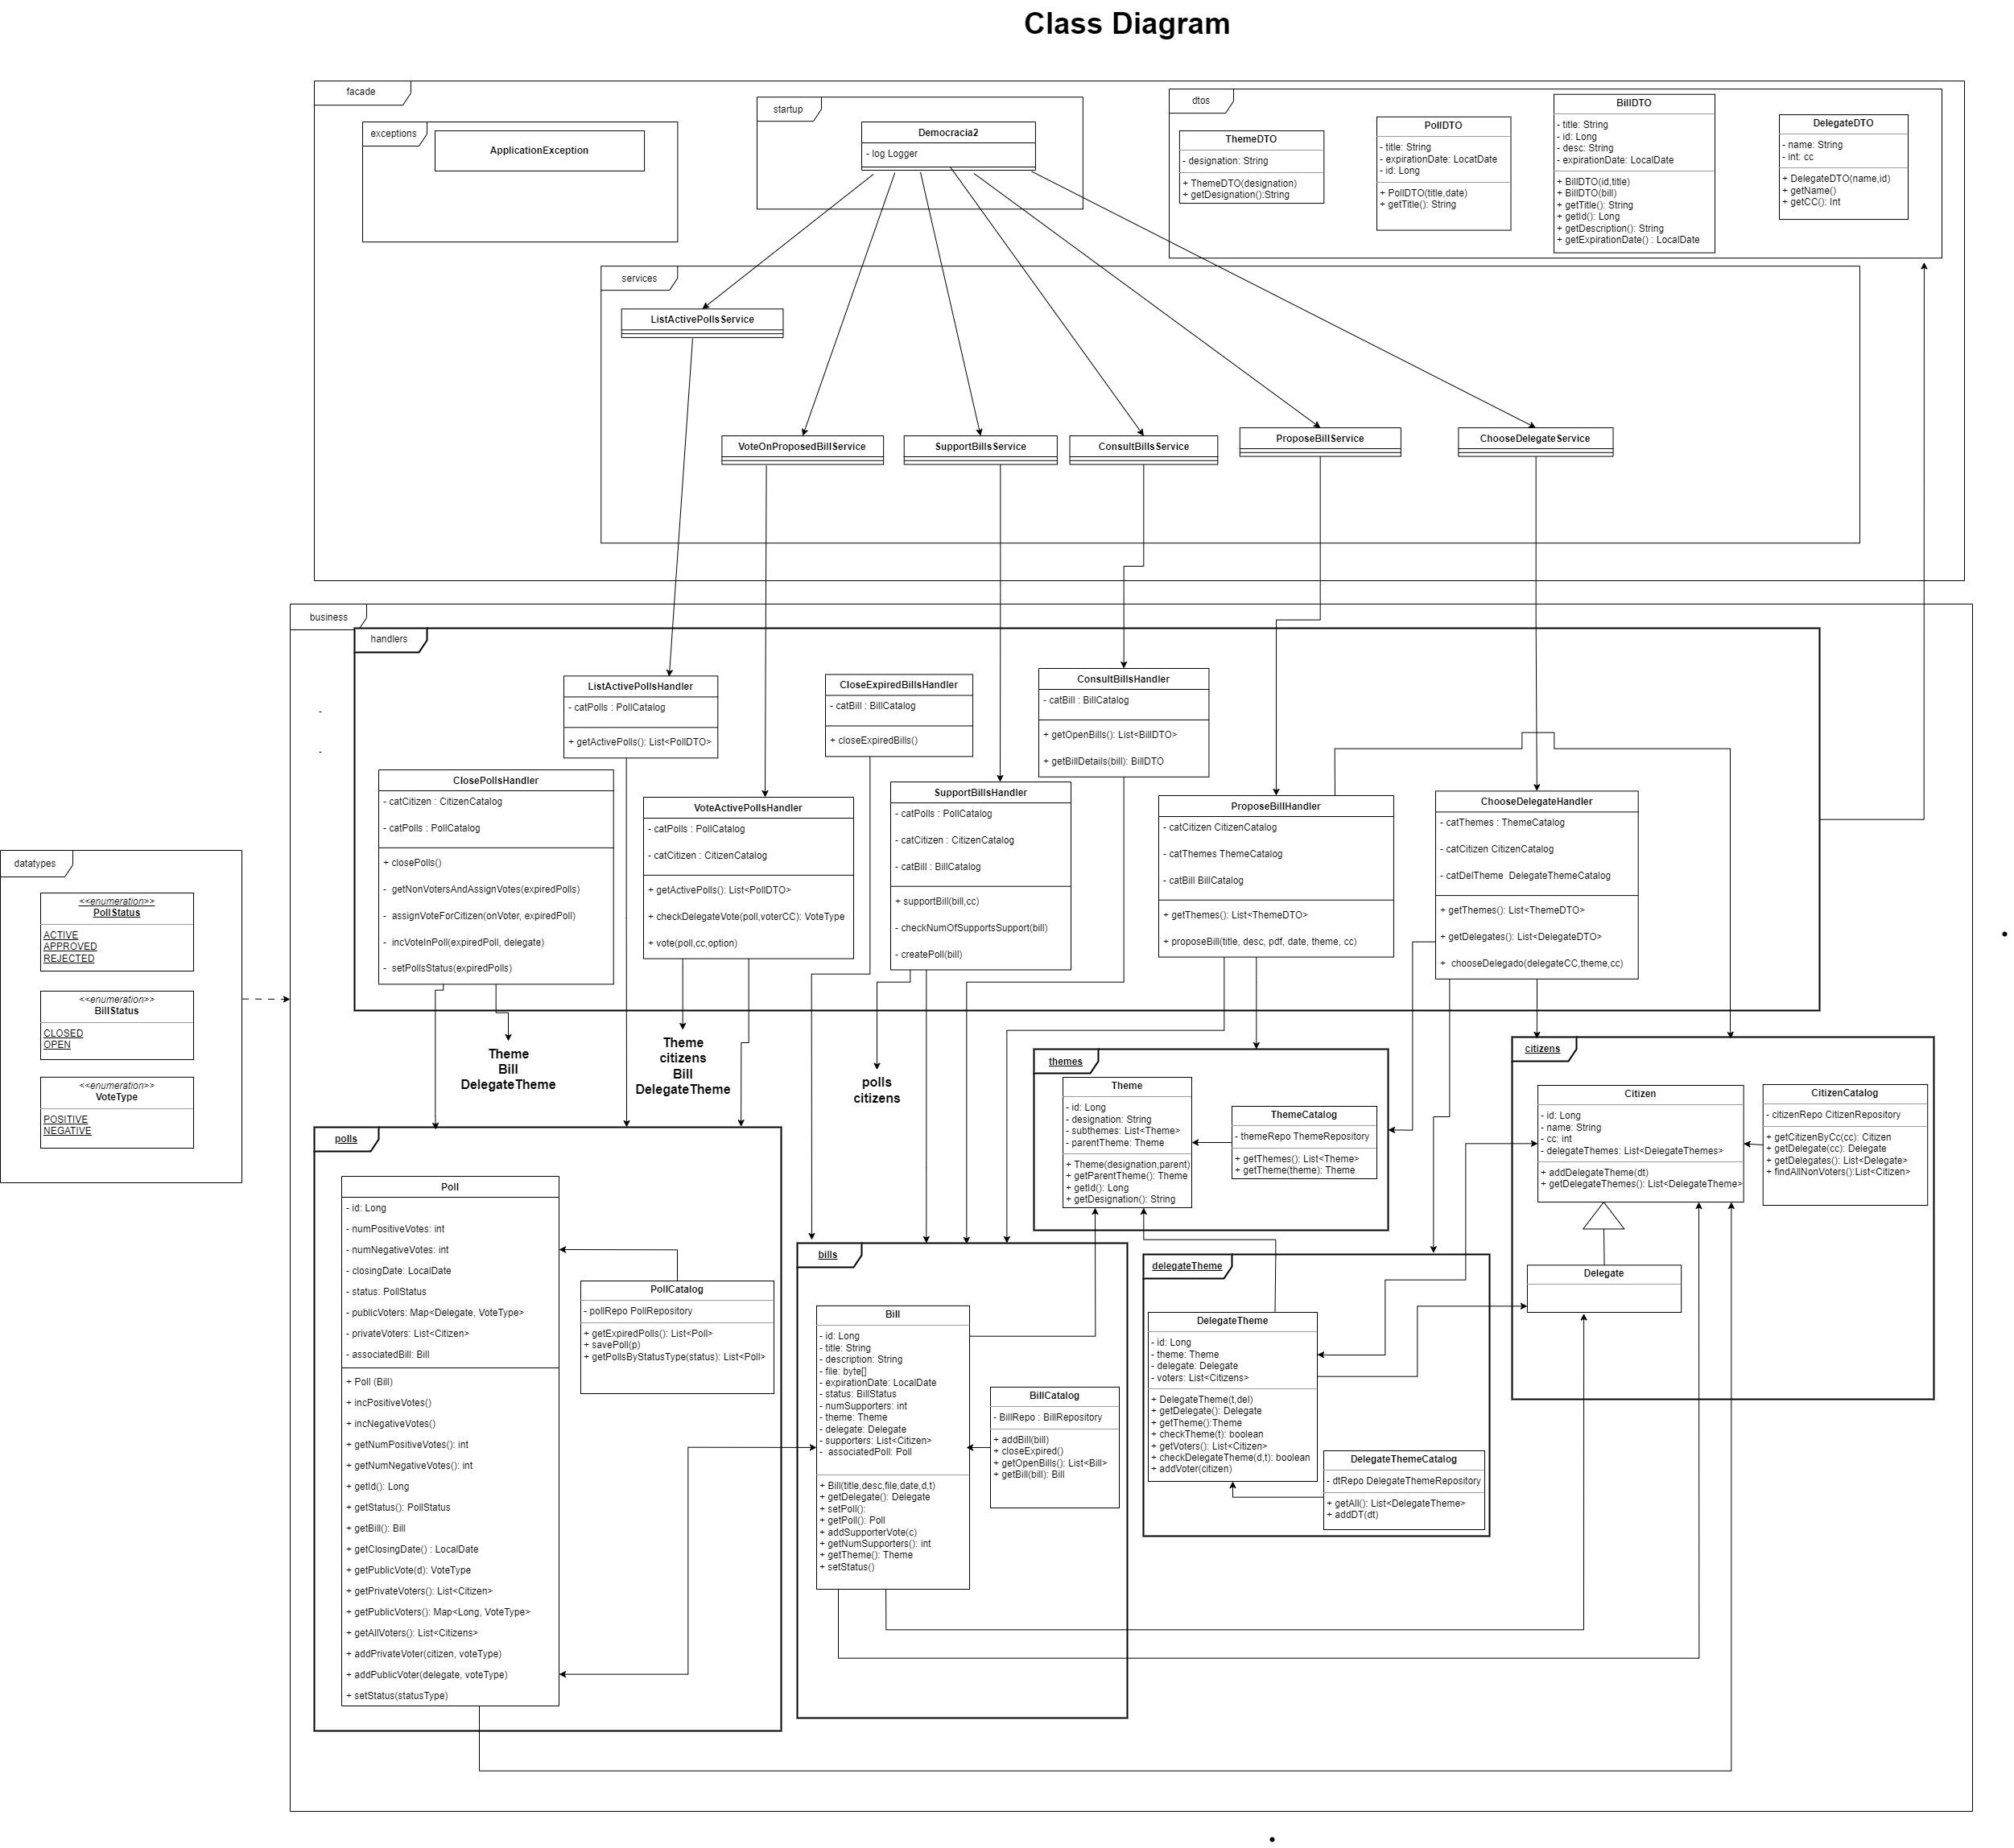 Class Diagram
facade
exceptions
ApplicationException
startup
Democracia2
- log Logger
dtos
ThemeDTO
- designation: String
+ ThemeDTO(designation)
+ getDesignation():String
PollDTO
- title: String
- expirationDate: LocatDate
- id: Long
+ PollDTO(title,date)
+ getTitle(): String
BillDTO
- title: String
- id: Long
- desc: String
- expirationDate: LocalDate
+ BillDTO(id,title)
+ BillDTO(bill)
+ getTitle(): String
+ getId(): Long
+ getDescription(): String
+ getExpirationDate() : LocalDate
DelegateDTO
- name: String
- int: cc
+ DelegateDTO(name,id)
+ getName()
+ getCC(): Int
services
ListActivePollsService
VoteOnProposedBillService
SupportBillsService
ConsultBillsService
ProposeBillService
ChooseDelegateService
business
handlers
-
-
ListActivePollsHandler
- catPolls : PollCatalog
+ getActivePolls(): List<PollDTO>
CloseExpiredBillsHandler
- catBill : BillCatalog
+ closeExpiredBills()
ConsultBillsHandler
- catBill : BillCatalog
+ getOpenBills(): List<BillDTO>
+ getBillDetails(bill): BillDTO
ClosePollsHandler
- catCitizen : CitizenCatalog
- catPolls : PollCatalog
+ closePolls()
- getNonVotersAndAssignVotes(expiredPolls)
- assignVoteForCitizen(onVoter, expiredPoll)
- incVoteInPoll(expiredPoll, delegate)
- setPollsStatus(expiredPolls)
VoteActivePollsHandler
- catPolls : PollCatalog
- catCitizen : CitizenCatalog
+ getActivePolls(): List<PollDTO>
+ checkDelegateVote(poll,voterCC): VoteType
+ vote(poll,cc,option)
SupportBillsHandler
- catPolls : PollCatalog
- catCitizen : CitizenCatalog
- catBill : BillCatalog
+ supportBill(bill,cc)
- checkNumOfSupportsSupport(bill)
- createPoll(bill)
ProposeBillHandler
- catCitizen CitizenCatalog
- catThemes ThemeCatalog
- catBill BillCatalog
+ getThemes(): List<ThemeDTO>
+ proposeBill(title, desc, pdf, date, theme, cc)
ChooseDelegateHandler
- catThemes : ThemeCatalog
- catCitizen CitizenCatalog
- catDelTheme DelegateThemeCatalog
+ getThemes(): List<ThemeDTO>
+ getDelegates(): List<DelegateDTO>
+ chooseDelegado(delegateCC,theme,cc)
datatypes
<<enumeration>>
PollStatus
ACTIVE
APPROVED
REJECTED
<<enumeration>>
BillStatus
CLOSED
OPEN
<<enumeration>>
VoteType
POSITIVE
NEGATIVE
Theme
Bill
DelegateTheme
Theme
citizens
Bill
DelegateTheme
polls
citizens
themes
Theme
- id: Long
- designation: String
- subthemes: List<Theme>
- parentTheme: Theme
+ Theme(designation,parent)
+ getParentTheme(): Theme
+ getId(): Long
+ getDesignation(): String
ThemeCatalog
- themeRepo ThemeRepository
+ getThemes(): List<Theme>
+ getTheme(theme): Theme
citizens
Citizen
- id: Long
- name: String
- cc: int
- delegateThemes: List<DelegateThemes>
+ addDelegateTheme(dt)
+ getDelegateThemes(): List<DelegateTheme>
CitizenCatalog
- citizenRepo CitizenRepository
+ getCitizenByCc(cc): Citizen
+ getDelegate(cc): Delegate
+ getDelegates(): List<Delegate>
+ findAllNonVoters():List<Citizen>
Delegate
polls
Poll
- id: Long
- numPositiveVotes: int
- numNegativeVotes: int
- closingDate: LocalDate
- status: PollStatus
- publicVoters: Map<Delegate, VoteType>
- privateVoters: List<Citizen>
- associatedBill: Bill
+ Poll (Bill)
+ incPositiveVotes()
+ incNegativeVotes()
+ getNumPositiveVotes(): int
+ getNumNegativeVotes(): int
+ getId(): Long
+ getStatus(): PollStatus
+ getBill(): Bill
+ getClosingDate() : LocalDate
+ getPublicVote(d): VoteType
+ getPrivateVoters(): List<Citizen>
+ getPublicVoters(): Map<Long, VoteType>
+ getAllVoters(): List<Citizens>
+ addPrivateVoter(citizen, voteType)
+ addPublicVoter(delegate, voteType)
+ setStatus(statusType)
PollCatalog
- pollRepo PollRepository
+ getExpiredPolls(): List<Poll>
+ savePoll(p)
+ getPollsByStatusType(status): List<Poll>
bills
Bill
- id: Long
- title: String
- description: String
- file: byte[]
- expirationDate: LocalDate
- status: BillStatus
- numSupporters: int
- theme: Theme
- delegate: Delegate
- supporters: List<Citizen>
- associatedPoll: Poll
+ Bill(title,desc,file,date,d,t)
+ getDelegate(): Delegate
+ setPoll():
+ getPoll(): Poll
+ addSupporterVote(c)
+ getNumSupporters(): int
+ getTheme(): Theme
+ setStatus()
BillCatalog
- BillRepo : BillRepository
+ addBill(bill)
+ closeExpired()
+ getOpenBills(): List<Bill>
+ getBill(bill): Bill
delegateTheme
DelegateTheme
- id: Long
- theme: Theme
- delegate: Delegate
- voters: List<Citizens>
+ DelegateTheme(t,del)
+ getDelegate(): Delegate
+ getTheme():Theme
+ checkTheme(t): boolean
+ getVoters(): List<Citizen>
+ checkDelegateTheme(d,t): boolean
+ addVoter(citizen)
DelegateThemeCatalog
- dtRepo DelegateThemeRepository
+ getAll(): List<DelegateTheme>
+ addDT(dt)